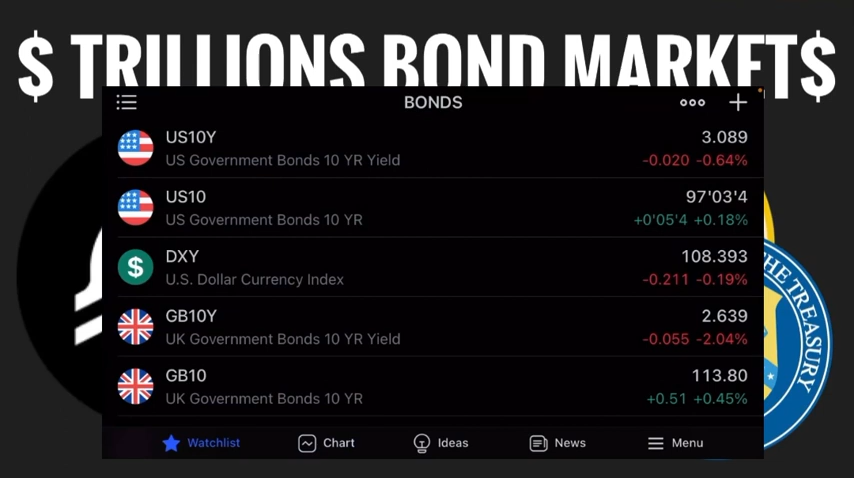 $ TRILLIONS BOND MARKET$
BONDS
US10Y 3.089
US Government Bonds 10 YR Yield -0.020 -0.64%
US10 97'03'4
US Government Bonds 10 YR +0'05'4 +0.18%
DXY 108.393
$
U.S. Dollar Currency Index -0.211 -0.19%
GB10Y 2.639
UK Government Bonds 10 YR Yield -0.055 -2.04%
GB10 113.80
UK Government Bonds 10 YR +0.51 +0.45%
THE TREASURY
Watchlist Chart Ideas News Menu